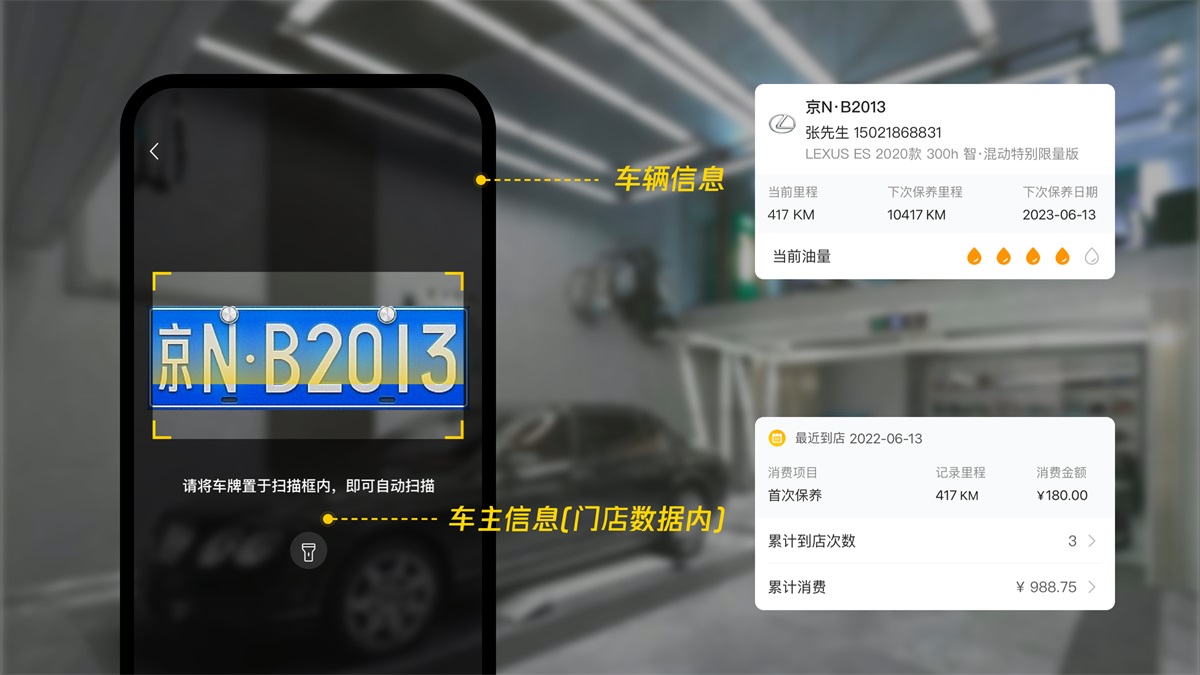 京N·B2013
请将车牌置于扫描框内，即可自动扫描
车辆信息
车主信息(门店数据内)
京N·B2013
张先生 15021868831
LEXUS ES 2020款 300h 智·混动特别限量版
当前里程 下次保养里程 下次保养日期
417 KM 10417 KM 2023-06-13
当前油量
最近到店 2022-06-13
消费项目 记录里程 消费金额
首次保养 417 KM ¥180.00
累计到店次数 3
累计消费 ¥ 988.75